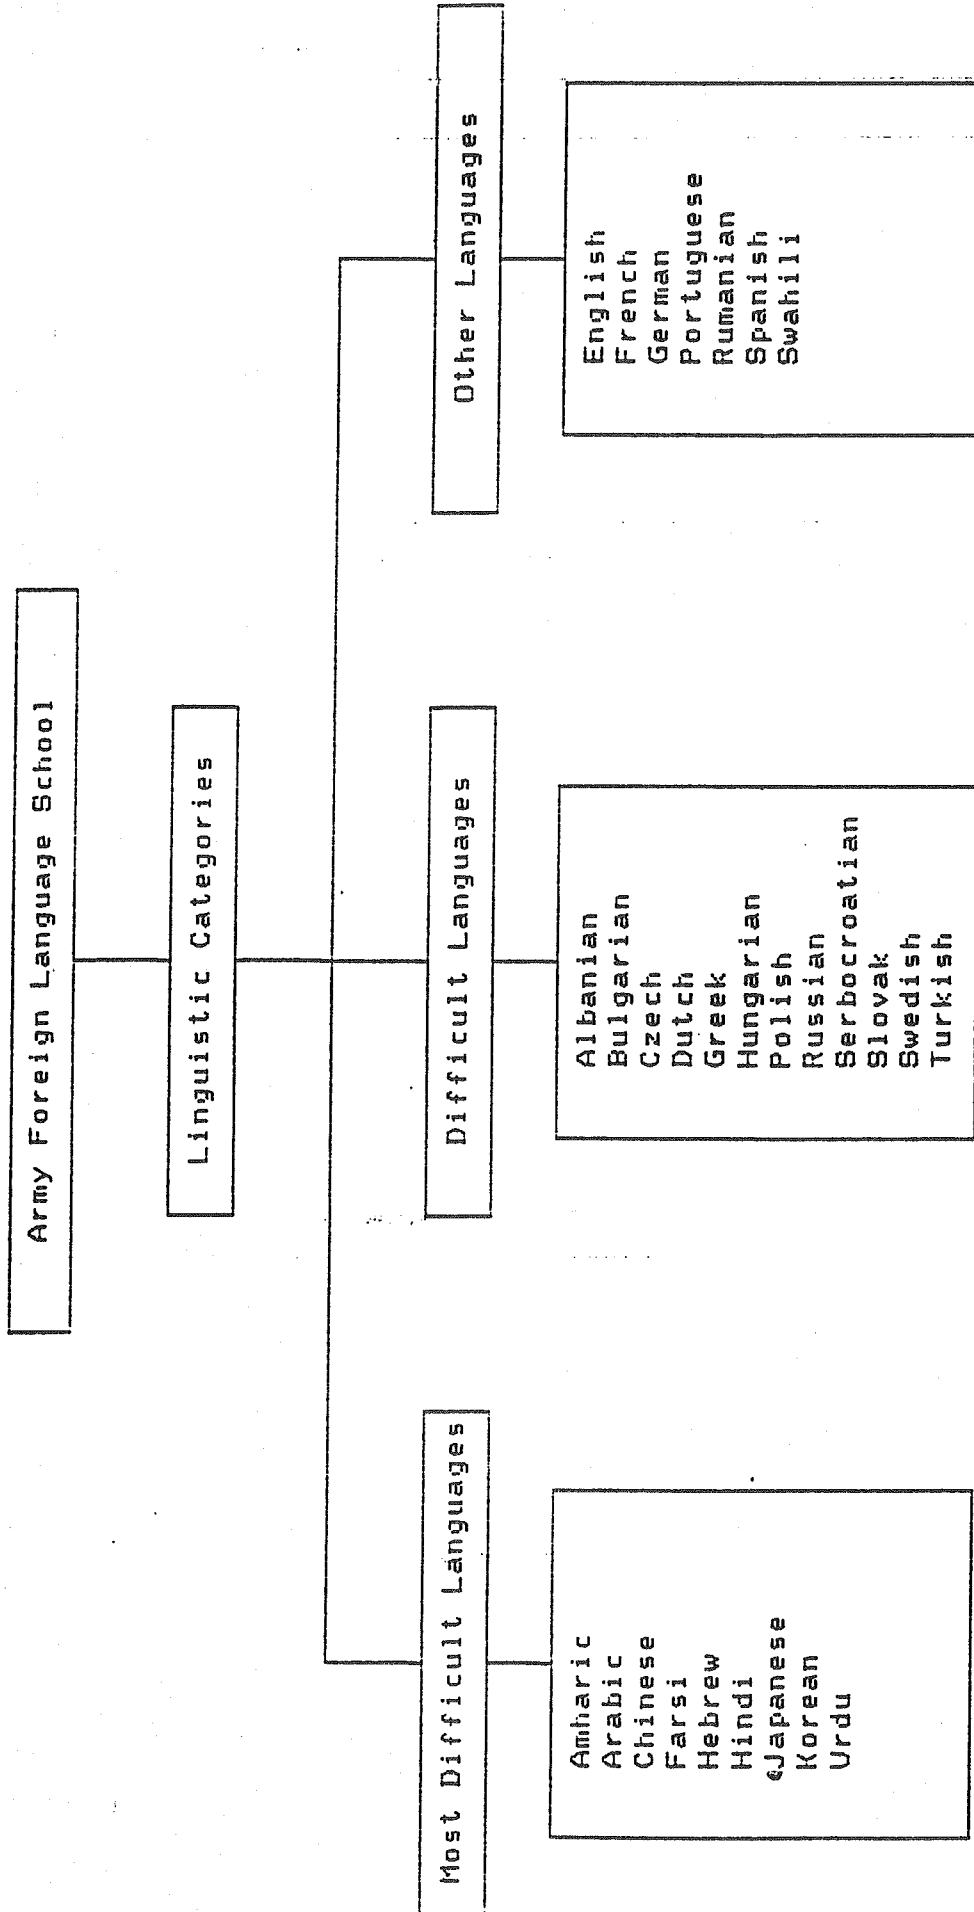 Army Foreign Language School
Linguistic Categories
Most Difficult Languages
Amharic
Arabic
Chinese
Farsi
Hebrew
Hindi
Japanese
Korean
Urdu
Difficult Languages
Albanian
Bulgarian
Czech
Dutch
Greek
Hungarian
Polish
Russian
Serbocroatian
Slovak
Swedish
Turkish
Other Languages
English
French
German
Portuguese
Rumanian
Spanish
Swahili